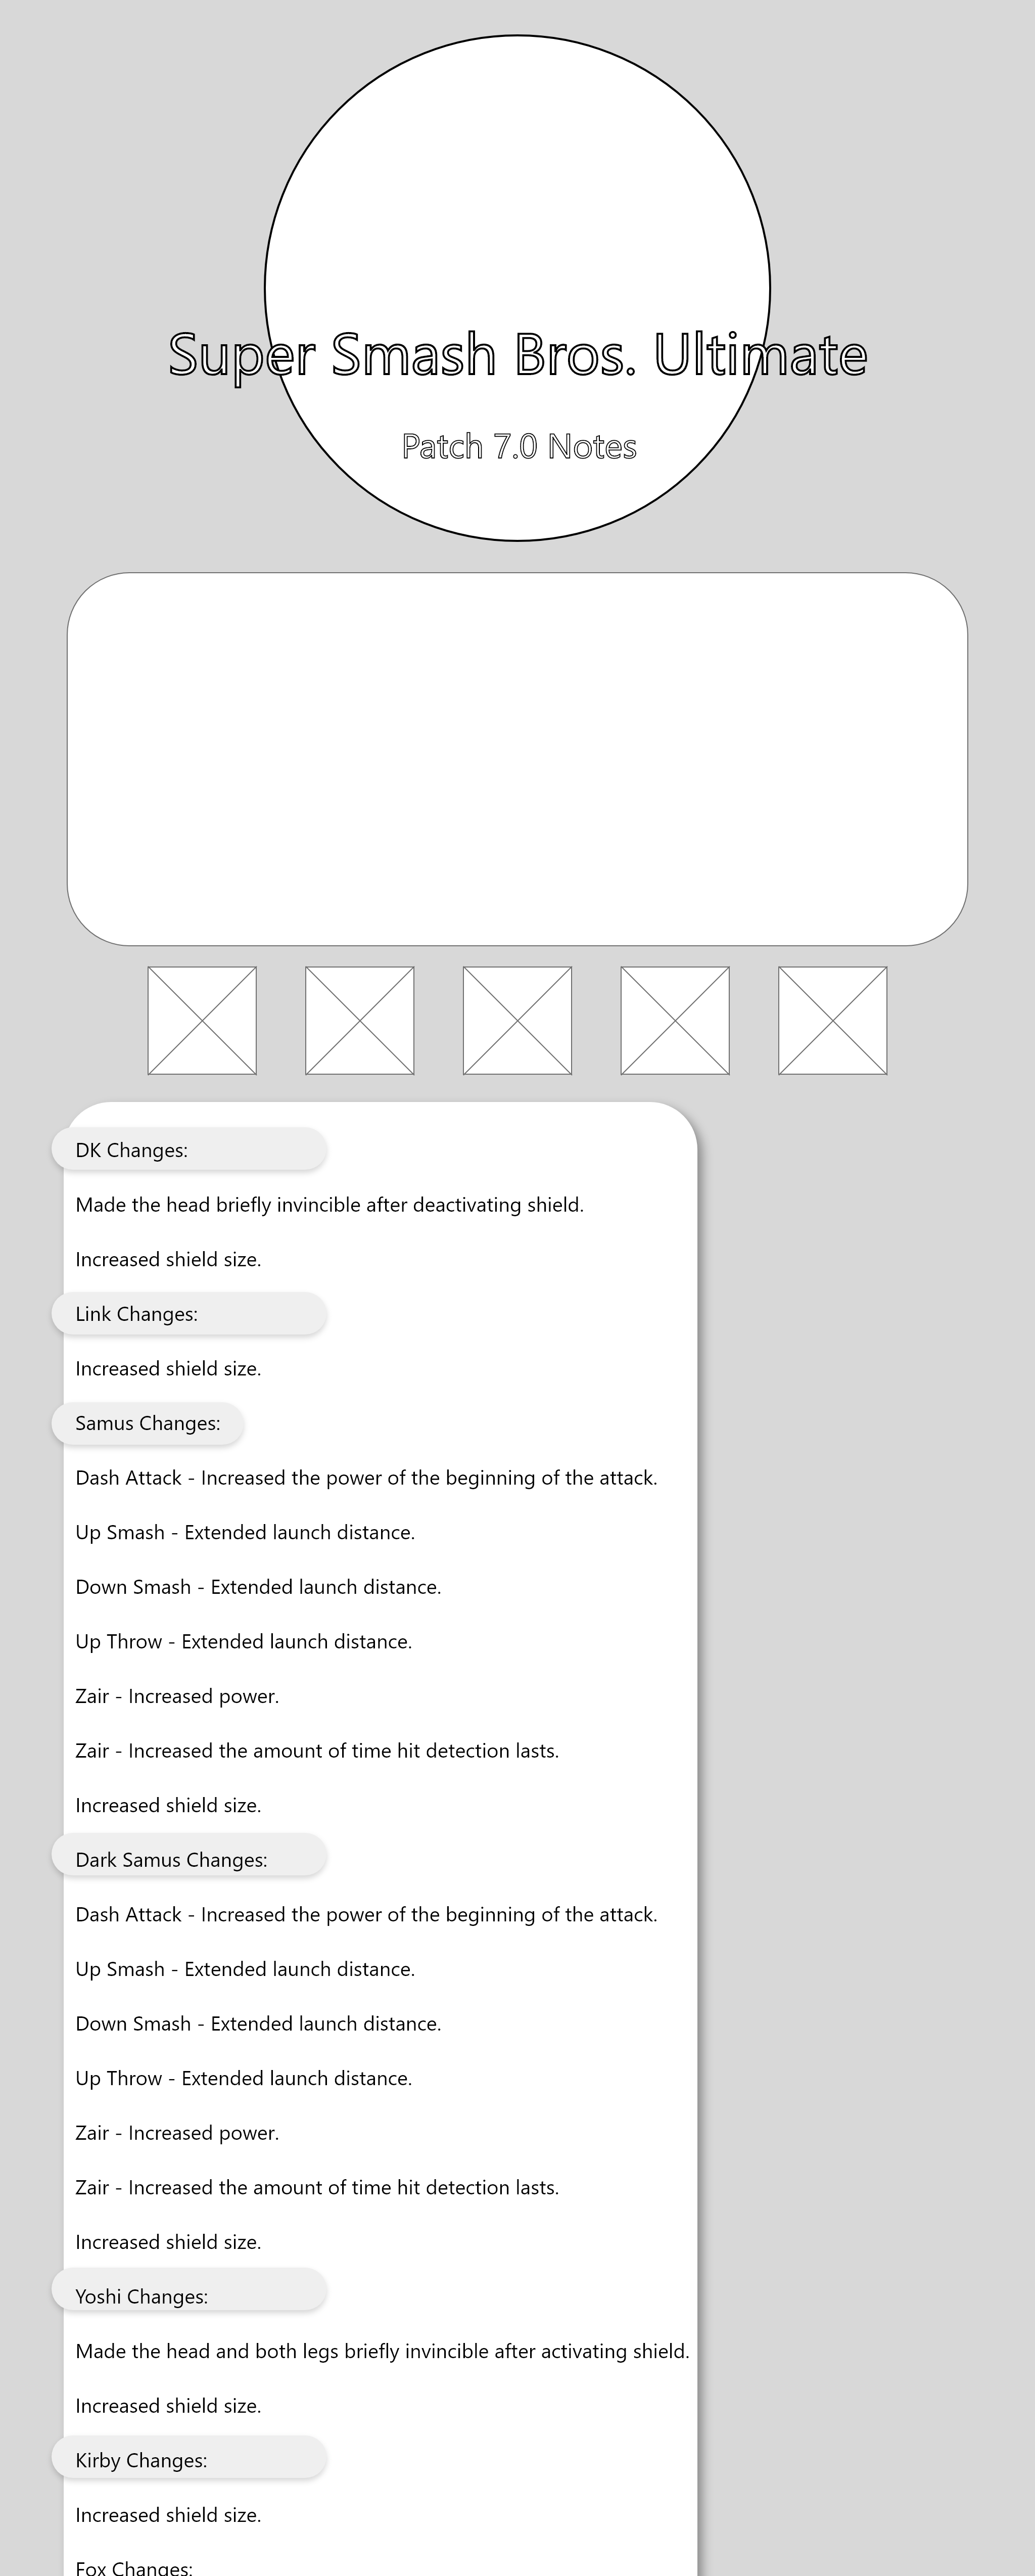 Super Smash Bros. Ultimate
Patch 7.0 Notes
DK Changes:
Made the head briefly invincible after deactivating shield.
Increased shield size.
Link Changes:
Increased shield size.
Samus Changes:
Dash Attack - Increased the power of the beginning of the attack.
Up Smash - Extended launch distance.
Down Smash - Extended launch distance.
Up Throw - Extended launch distance.
Zair - Increased power.
Zair - Increased the amount of time hit detection lasts.
Increased shield size.
Dark Samus Changes:
Dash Attack - Increased the power of the beginning of the attack.
Up Smash - Extended launch distance.
Down Smash - Extended launch distance.
Up Throw - Extended launch distance.
Zair - Increased power.
Zair - Increased the amount of time hit detection lasts.
Increased shield size.
Yoshi Changes:
Made the head and both legs briefly invincible after activating shield.
Increased shield size.
Kirby Changes:
Increased shield size.
Fox Changes: